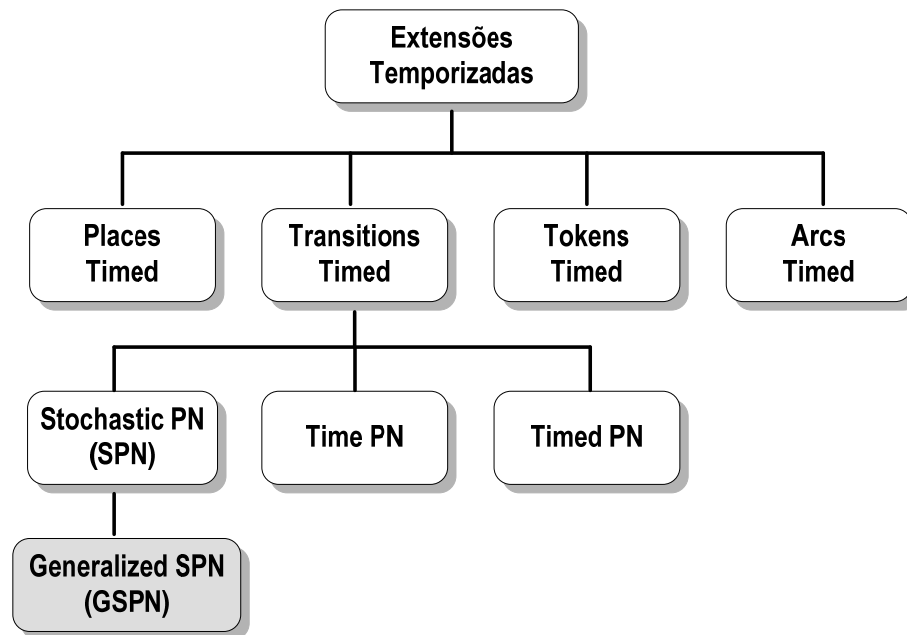 Extensões
Temporizadas
Places
Timed
Transitions
Timed
Tokens
Timed
Arcs
Timed
Stochastic PN
(SPN)
Time PN
Timed PN
Generalized SPN
(GSPN)